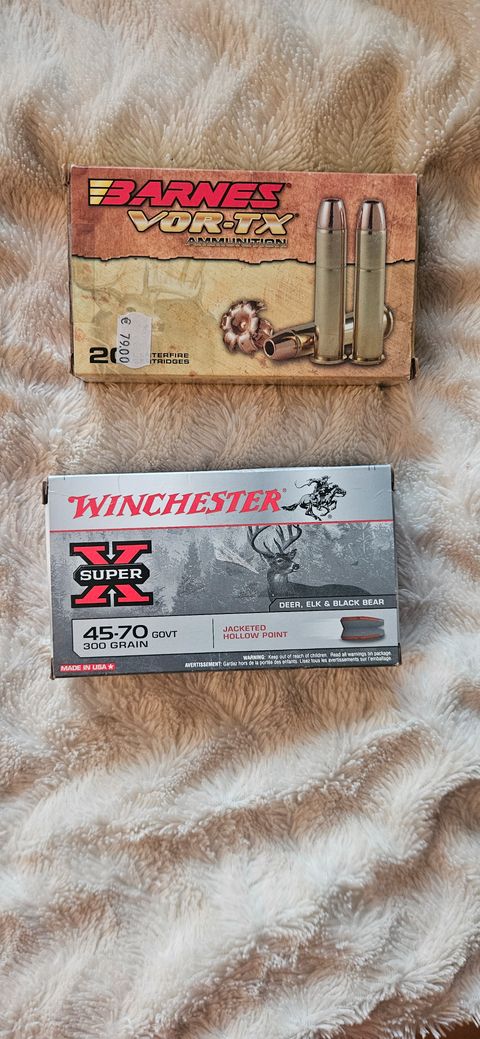 BARNES
VOR-TX
AMMUNITION
€ 79.00
20
WINCHESTER
X
SUPER
DEER, ELK & BLACK BEAR
45-70 GOVT
300 GRAIN
JACKETED
HOLLOW POINT
WARNING: Keep out of reach of children. Read all warnings on package.
AVERTISSEMENT: Gardez hors de la portée des enfants. Lisez tous les avertissements sur l'emballage.
MADE IN USA